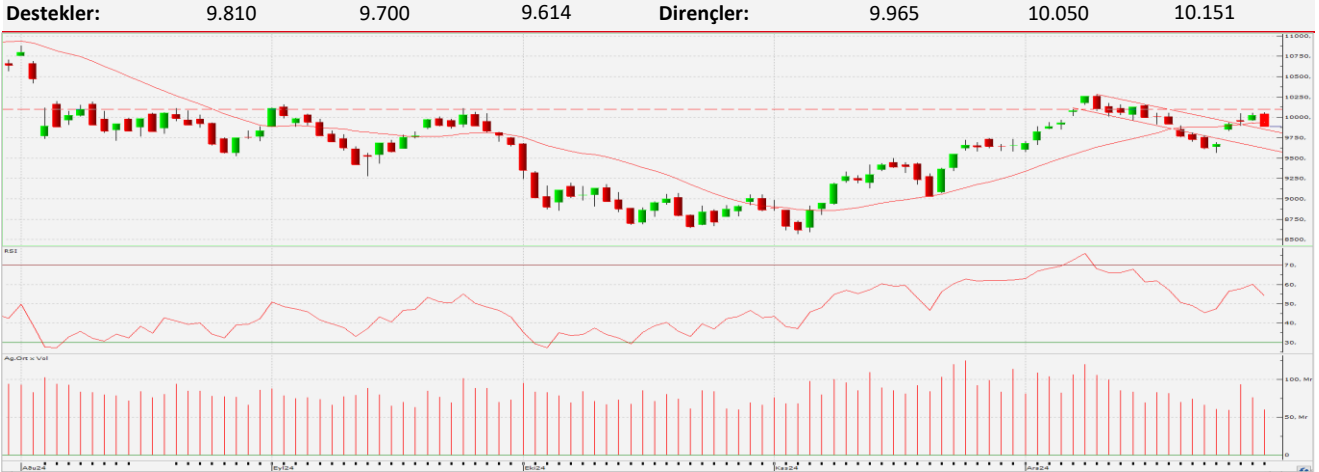 Destekler: 9.810 9.700 9.614 Dirençler: 9.965 10.050 10.151
11000.
10750.
10500.
10250.
10000.
9750.
9500.
9250.
9000.
8750.
8500.
RSI
70.
60.
50.
40.
30.
Ag.Ort x Val
100, Mr
50, Mr
0
Ağu24 Eyl24 Eki24 Kas24 Ara24